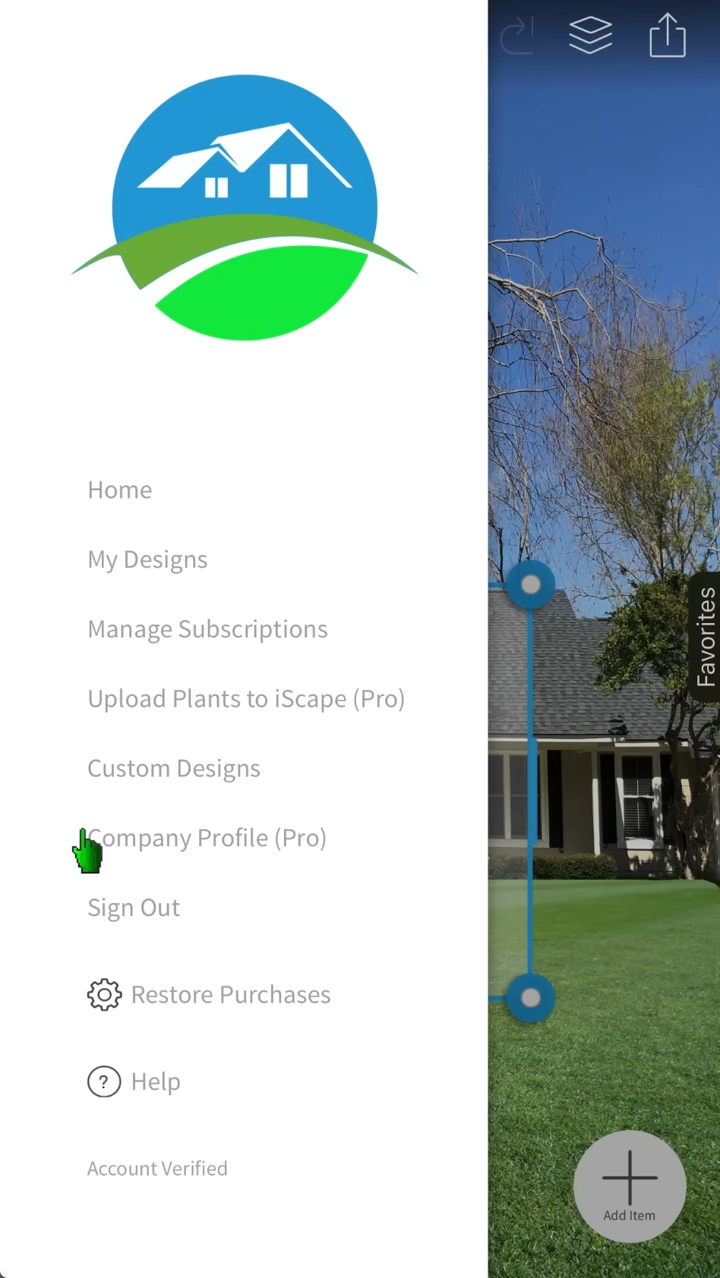 Home
My Designs
Manage Subscriptions
Upload Plants to iScape (Pro)
Custom Designs
Company Profile (Pro)
Sign Out
Restore Purchases
? Help
Account Verified
Favorites
Add Item